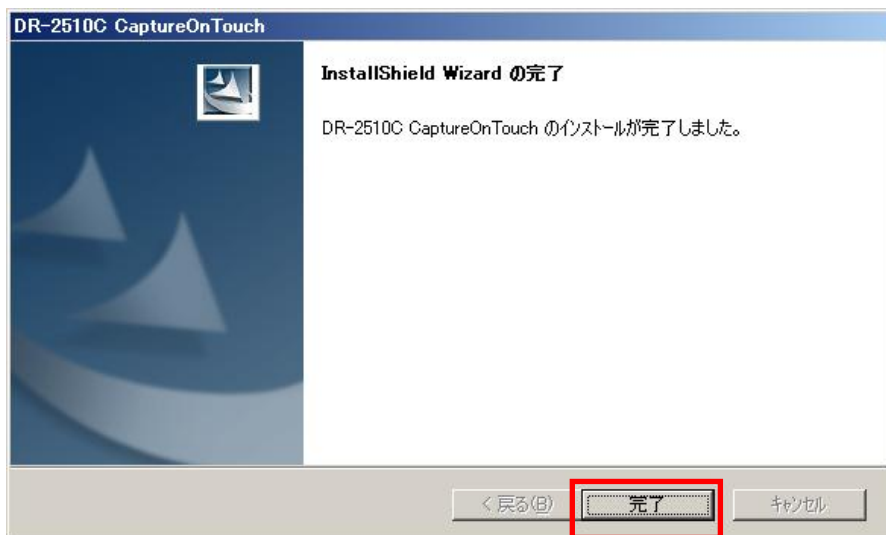 DR-2510C CaptureOnTouch
InstallShield Wizard の完了
DR-2510C CaptureOnTouch のインストールが完了しました。
< 戻る(B)
完了
キャンセル